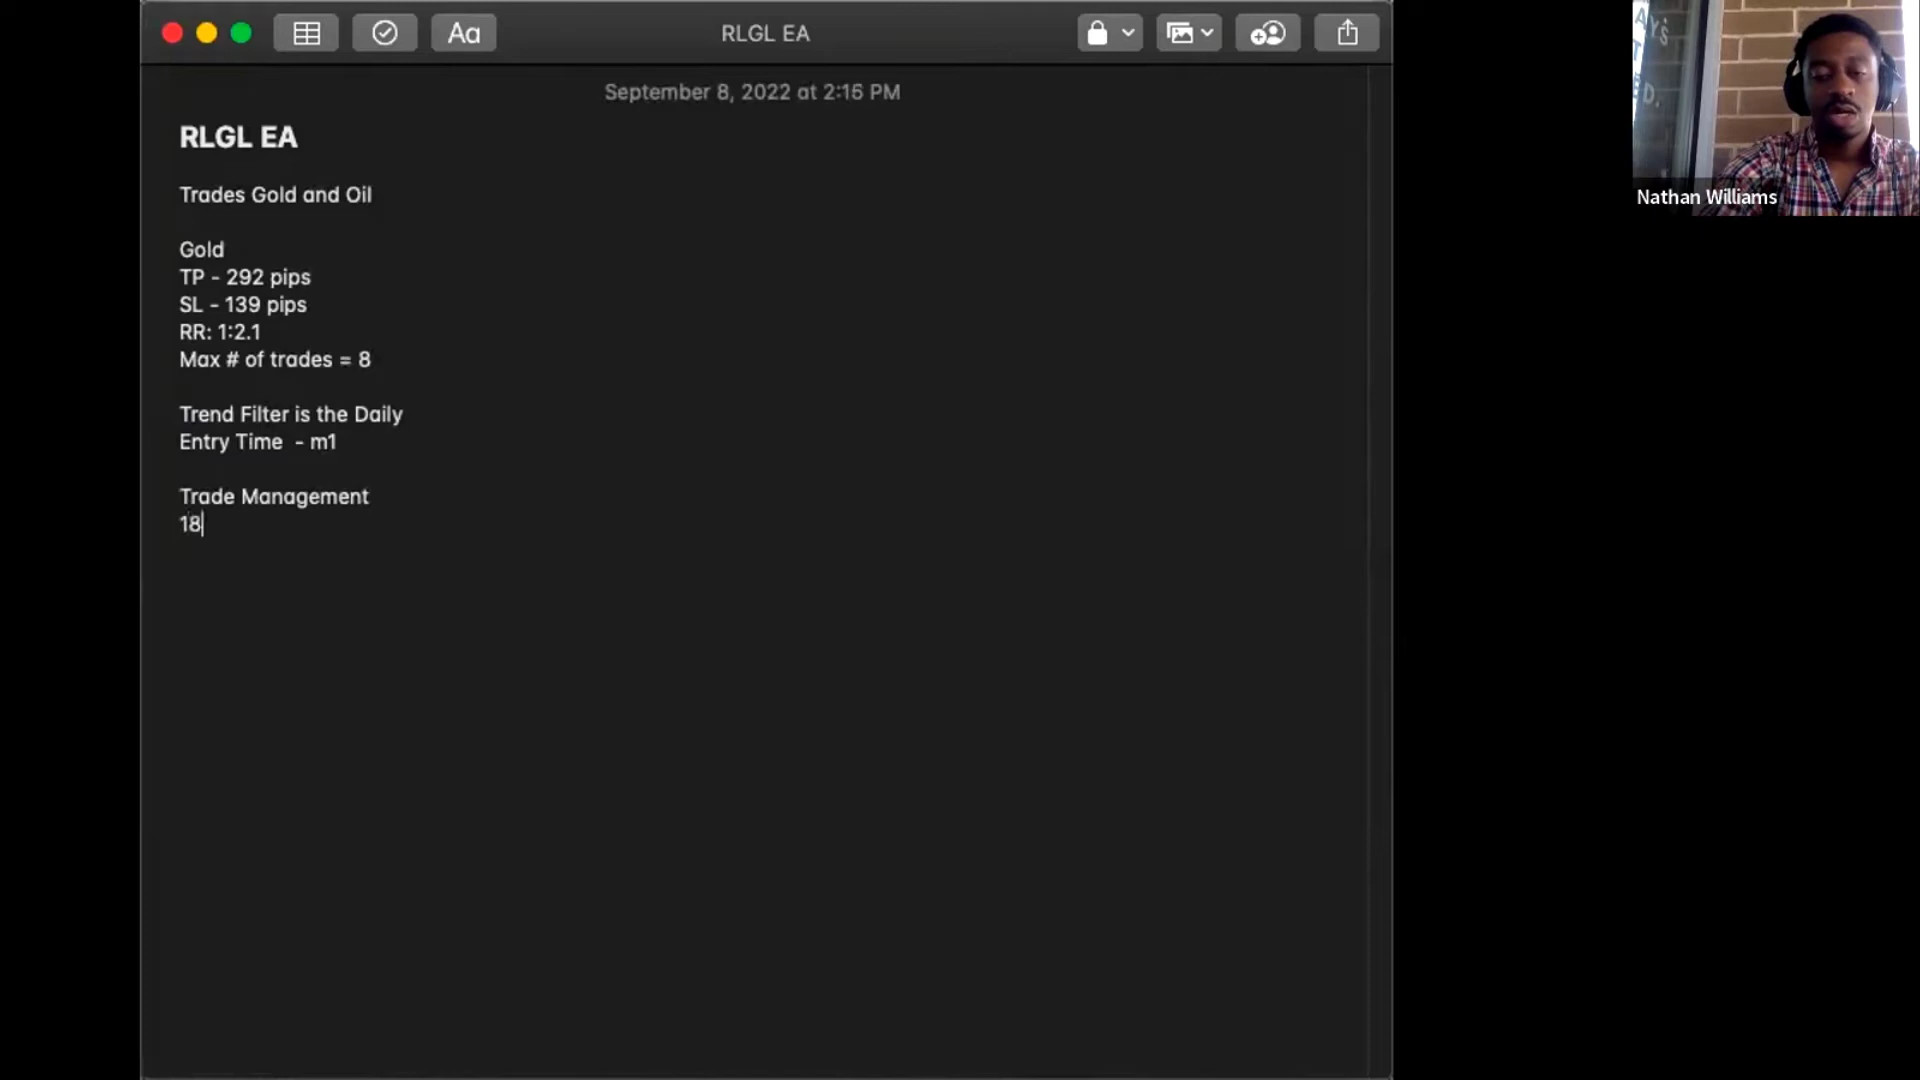 Aa
RLGL EA
September 8, 2022 at 2:15 PM
RLGL EA
Trades Gold and Oil
Gold
TP - 292 pips
SL - 139 pips
RR: 1:2.1
Max # of trades = 8
Trend Filter is the Daily
Entry Time  - m1
Trade Management
18
Nathan Williams